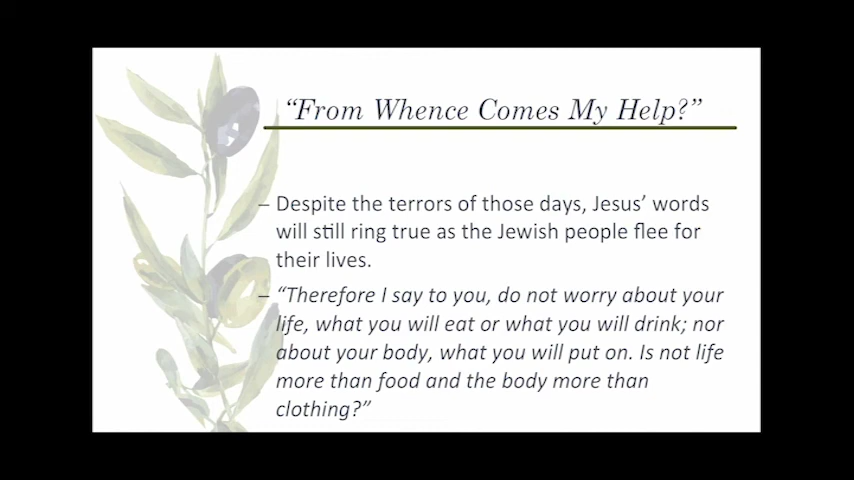 “From Whence Comes My Help?”
– Despite the terrors of those days, Jesus’ words
will still ring true as the Jewish people flee for
their lives.
– “Therefore I say to you, do not worry about your
life, what you will eat or what you will drink; nor
about your body, what you will put on. Is not life
more than food and the body more than
clothing?”